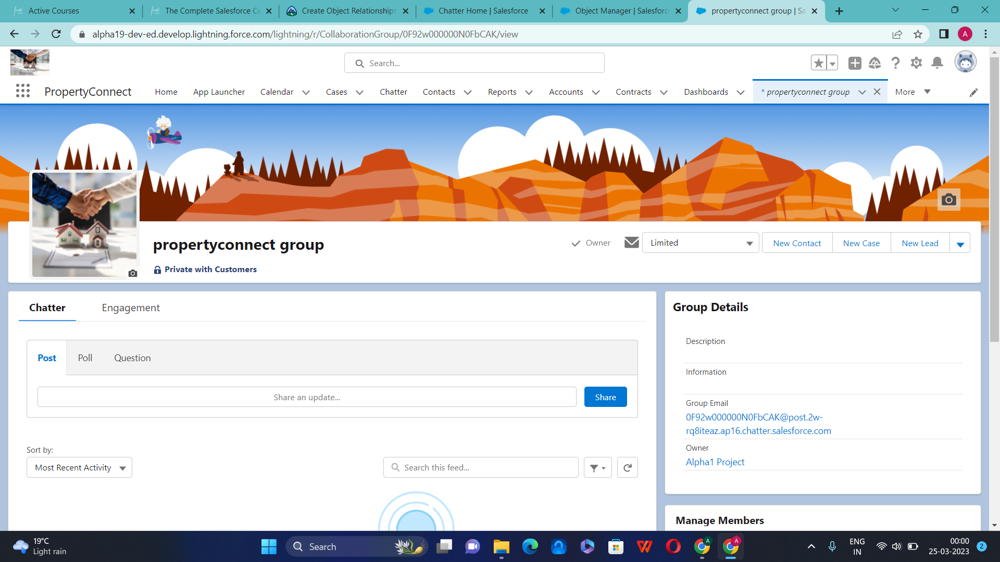 Active Courses
The Complete Salesforce Ce
Create Object Relationships
Chatter Home | Salesforce
Object Manager | Salesforce
propertyconnect group | Sa
alpha19-dev-ed.develop.lightning.force.com/lightning/r/CollaborationGroup/0F92w000000N0FbCAK/view
A
Search...
PropertyConnect
Home
App Launcher
Calendar
Cases
Chatter
Contacts
Reports
Accounts
Contracts
Dashboards
* propertyconnect group
More
propertyconnect group
Private with Customers
Owner
Limited
New Contact
New Case
New Lead
Chatter
Engagement
Post
Poll
Question
Share an update...
Share
Sort by:
Most Recent Activity
Search this feed...
Group Details
Description
Information
Group Email
0F92w000000N0FbCAK@post.2w-
rq8iteaz.ap16.chatter.salesforce.com
Owner
Alpha1 Project
Manage Members
19°C
Light rain
Search
A
A
ENG
IN
00:00
25-03-2023
2